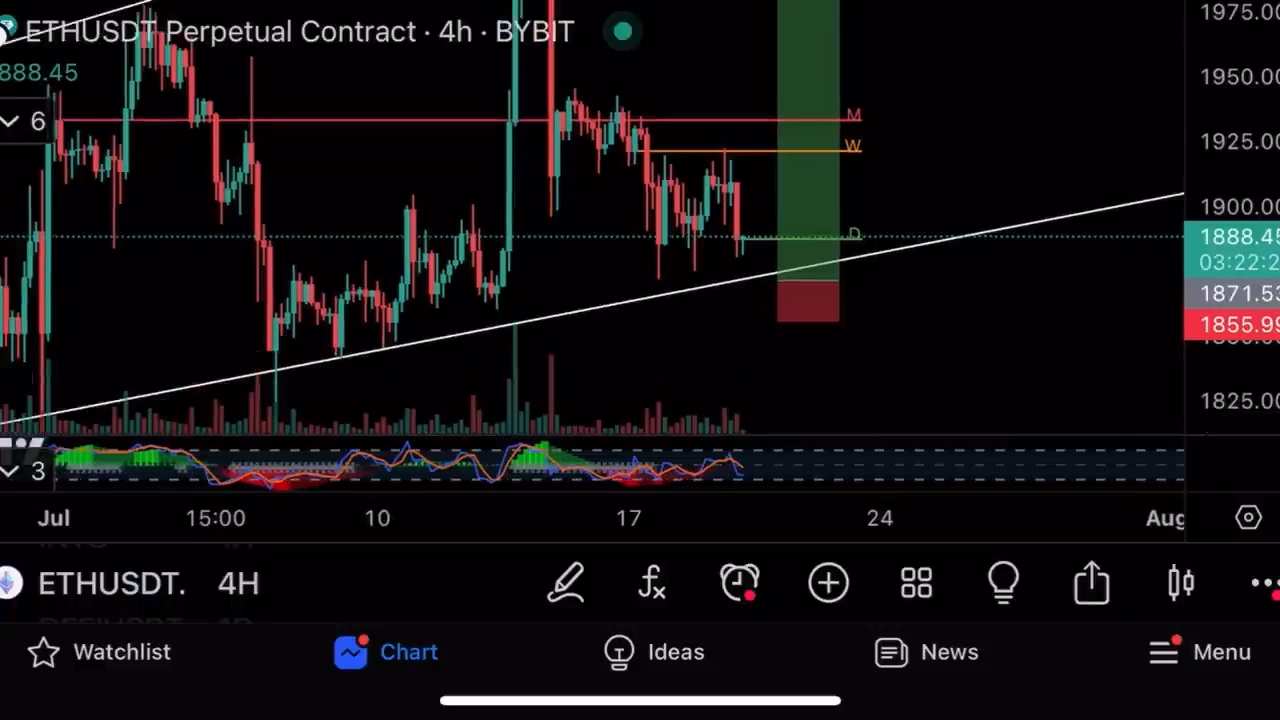 ETHUSDT Perpetual Contract · 4h · BYBIT
1975.00
888.45
1950.00
6
M
1925.00
W
1900.00
D
1888.45
03:22:2
1871.53
1855.99
1825.00
3
Jul 15:00 10 17 24 Aug
ETHUSDT. 4H
Watchlist Chart Ideas News Menu